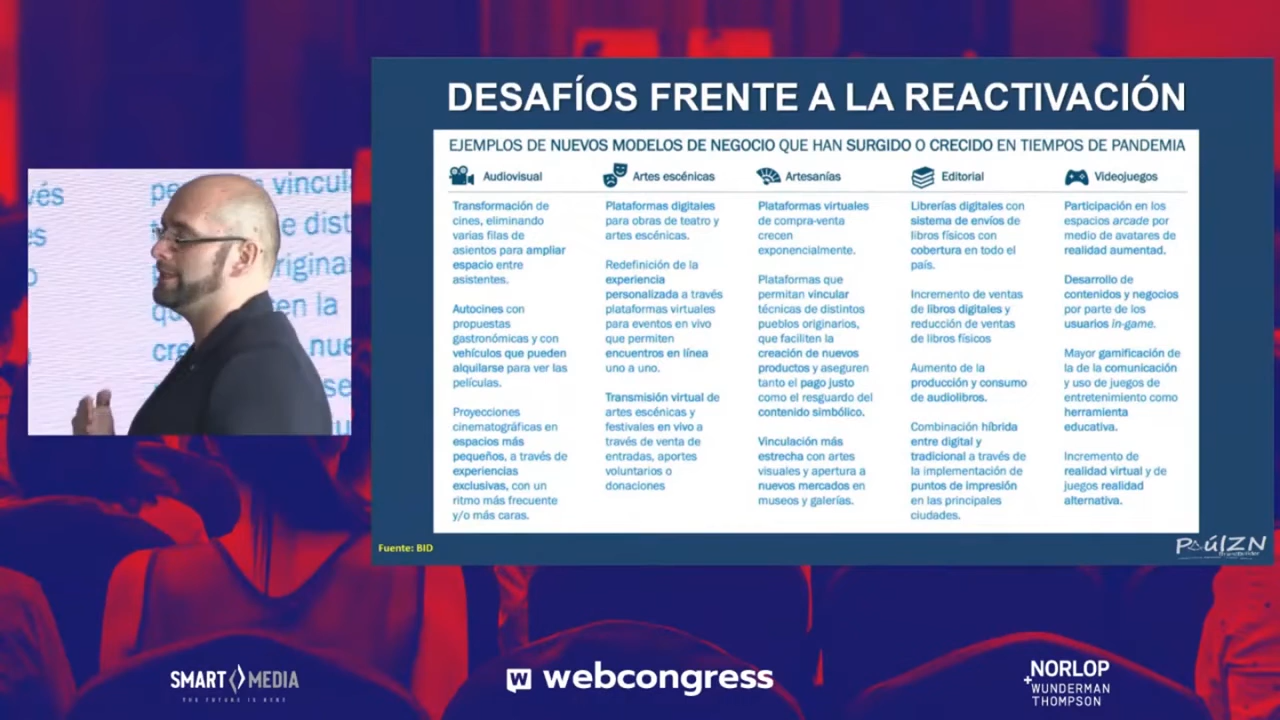 DESAFÍOS FRENTE A LA REACTIVACIÓN
EJEMPLOS DE NUEVOS MODELOS DE NEGOCIO QUE HAN SURGIDO O CRECIDO EN TIEMPOS DE PANDEMIA
Audiovisual
Transformación de
cines, eliminando
varias filas de
asientos para ampliar
espacio entre
asistentes.
Autocines con
propuestas
gastronómicas y con
vehículos que pueden
alquilarse para ver las
películas.
Proyecciones
cinematográficas en
espacios más
pequeños, a través de
experiencias
exclusivas, con un
ritmo más frecuente
y/o más caras.
Artes escénicas
Plataformas digitales
para obras de teatro y
artes escénicas.
Redefinición de la
experiencia
personalizada a través
plataformas virtuales
para eventos en vivo
que permiten
encuentros en línea
uno a uno.
Transmisión virtual de
artes escénicas y
festivales en vivo a
través de venta de
entradas, aportes
voluntarios o
donaciones
Artesanías
Plataformas virtuales
de compra-venta
crecen
exponencialmente.
Plataformas que
permitan vincular
técnicas de distintos
pueblos originarios,
que faciliten la
creación de nuevos
productos y aseguren
tanto el pago justo
como el resguardo del
contenido simbólico.
Vinculación más
estrecha con artes
visuales y apertura a
nuevos mercados en
museos y galerías.
Editorial
Librerías digitales con
sistema de envíos de
libros físicos con
cobertura en todo el
país.
Incremento de ventas
de libros digitales y
reducción de ventas
de libros físicos
Aumento de la
producción y consumo
de audiolibros.
Combinación híbrida
entre digital y
tradicional a través de
la implementación de
puntos de impresión
en las principales
ciudades.
Videojuegos
Participación en los
espacios arcade por
medio de avatares de
realidad aumentad.
Desarrollo de
contenidos y negocios
por parte de los
usuarios in-game.
Mayor gamificación de
la de la comunicación
y uso de juegos de
entretenimiento como
herramienta
educativa.
Incremento de
realidad virtual y de
juegos realidad
alternativa.
Fuente: BID
PaúlZN
SMART MEDIA
THE FUTURE IS HERE
w webcongress
NORLOP
+WUNDERMAN
THOMPSON